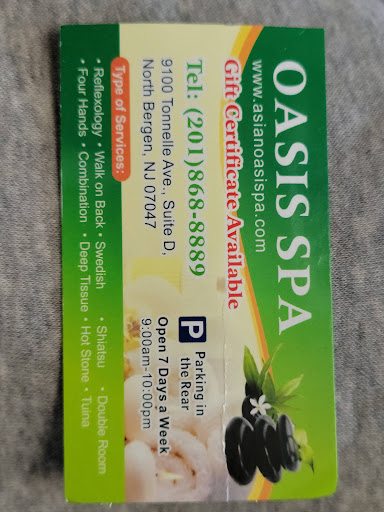 OASIS SPA
www.asianoasispa.com
Gift Certificate Available
Tel: (201)868-8889
9100 Tonnelle Ave., Suite D,
North Bergen, NJ 07047
P Parking in
the Rear
Open 7 Days a Week
9:00am-10:00pm
Type of Services:
• Reflexology • Walk on Back • Swedish • Shiatsu • Double Room
• Four Hands • Combination • Deep Tissue • Hot Stone • Tuina